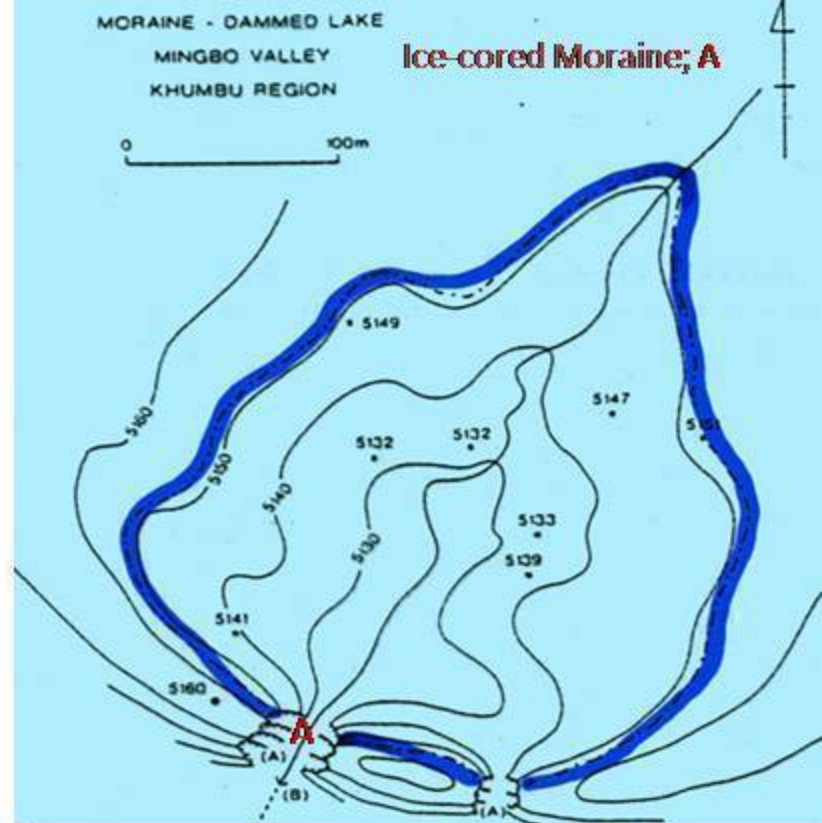 MORAINE - DAMMED LAKE
MINGBO VALLEY
KHUMBU REGION
Ice-cored Moraine; A
0 100m
5149
5160
5147
5151
5132
5132
5150
5140
5133
5130
5139
5141
5160
A
(A)
(B)
(A)